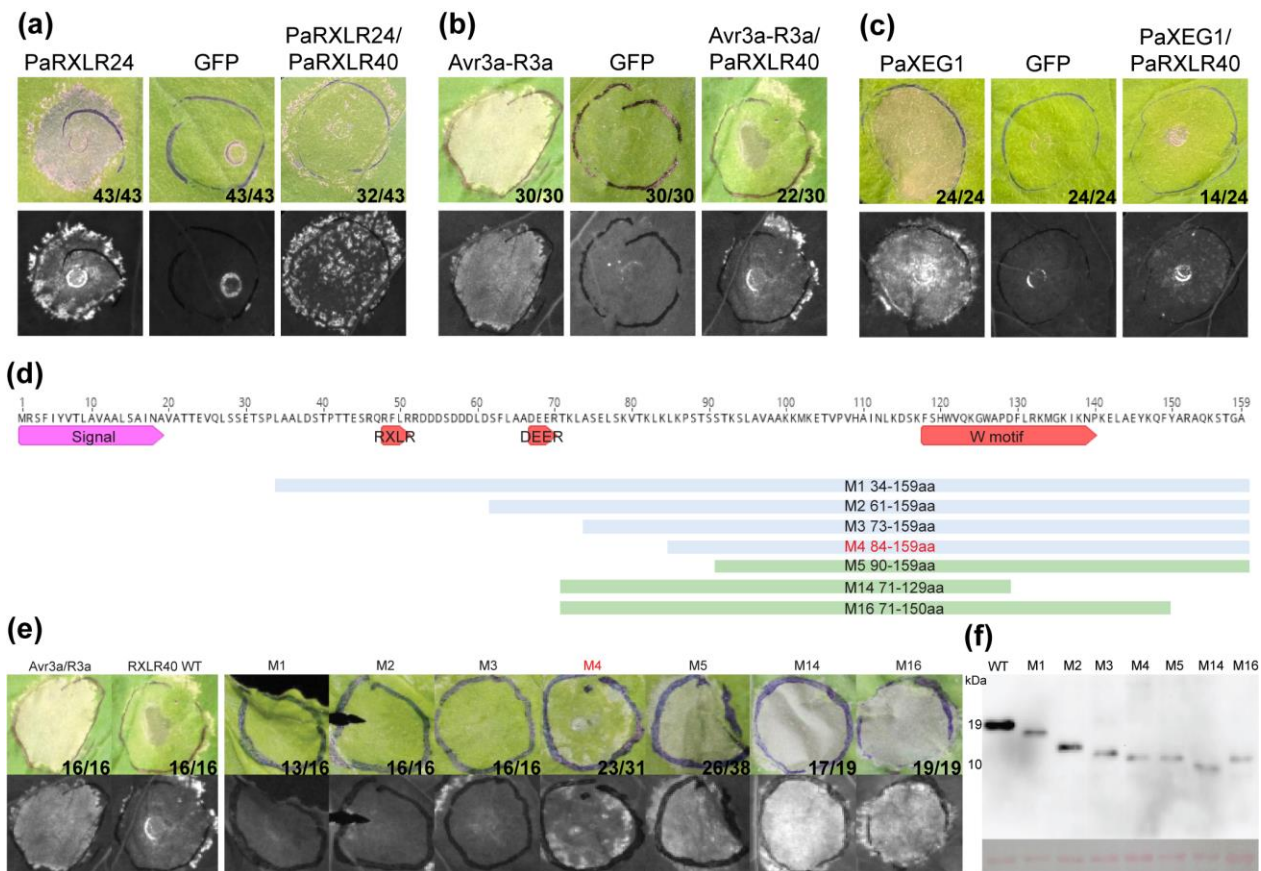 (a)
PaRXLR24 GFP PaRXLR24/
PaRXLR40
43/43 43/43 32/43
(b)
Avr3a-R3a GFP Avr3a-R3a/
PaRXLR40
30/30 30/30 22/30
(c)
PaXEG1 GFP PaXEG1/
PaRXLR40
24/24 24/24 14/24
(d)
1 10 20 30 40 50 60 70 80 90 100 110 120 130 140 150 159
MRSFIYVTLAVAALSAINAVATTEVQLSSETSPLAALDSTPTTESRQRFLRRDDDSDDDLDSFLAADEERTKLASELSKVTKLKLKPSTSSTKSLAVAAKKMKETVPVHAINLKDSKFSHWVQKGWAPDDFLRKMGKIKNPKELAEYKQFYARAQKSTGA
Signal RXLR DEER W motif
M1 34-159aa
M2 61-159aa
M3 73-159aa
M4 84-159aa
M5 90-159aa
M14 71-129aa
M16 71-150aa
(e)
Avr3a/R3a RXLR40 WT M1 M2 M3 M4 M5 M14 M16
16/16 16/16 13/16 16/16 16/16 23/31 26/38 17/19 19/19
(f)
WT M1 M2 M3 M4 M5 M14 M16
kDa
19
10